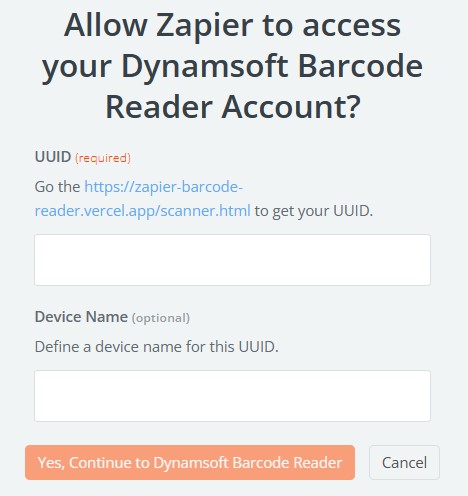 Allow Zapier to access
your Dynamsoft Barcode
Reader Account?
UUID (required)
Go the https://zapier-barcode-
reader.vercel.app/scanner.html to get your UUID.
Device Name (optional)
Define a device name for this UUID.
Yes, Continue to Dynamsoft Barcode Reader Cancel